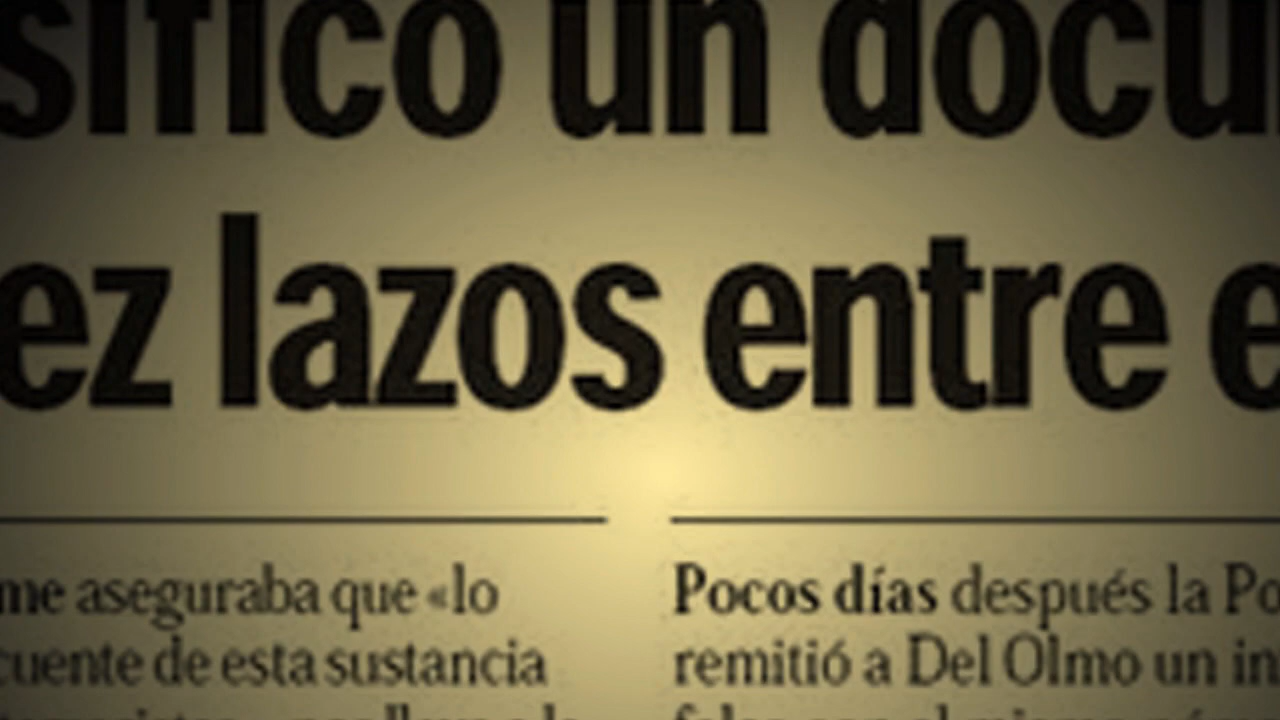 sificó un docu
ez lazos entre e
me aseguraba que «lo
cuente de esta sustancia
Pocos días después la Po
remitió a Del Olmo un in